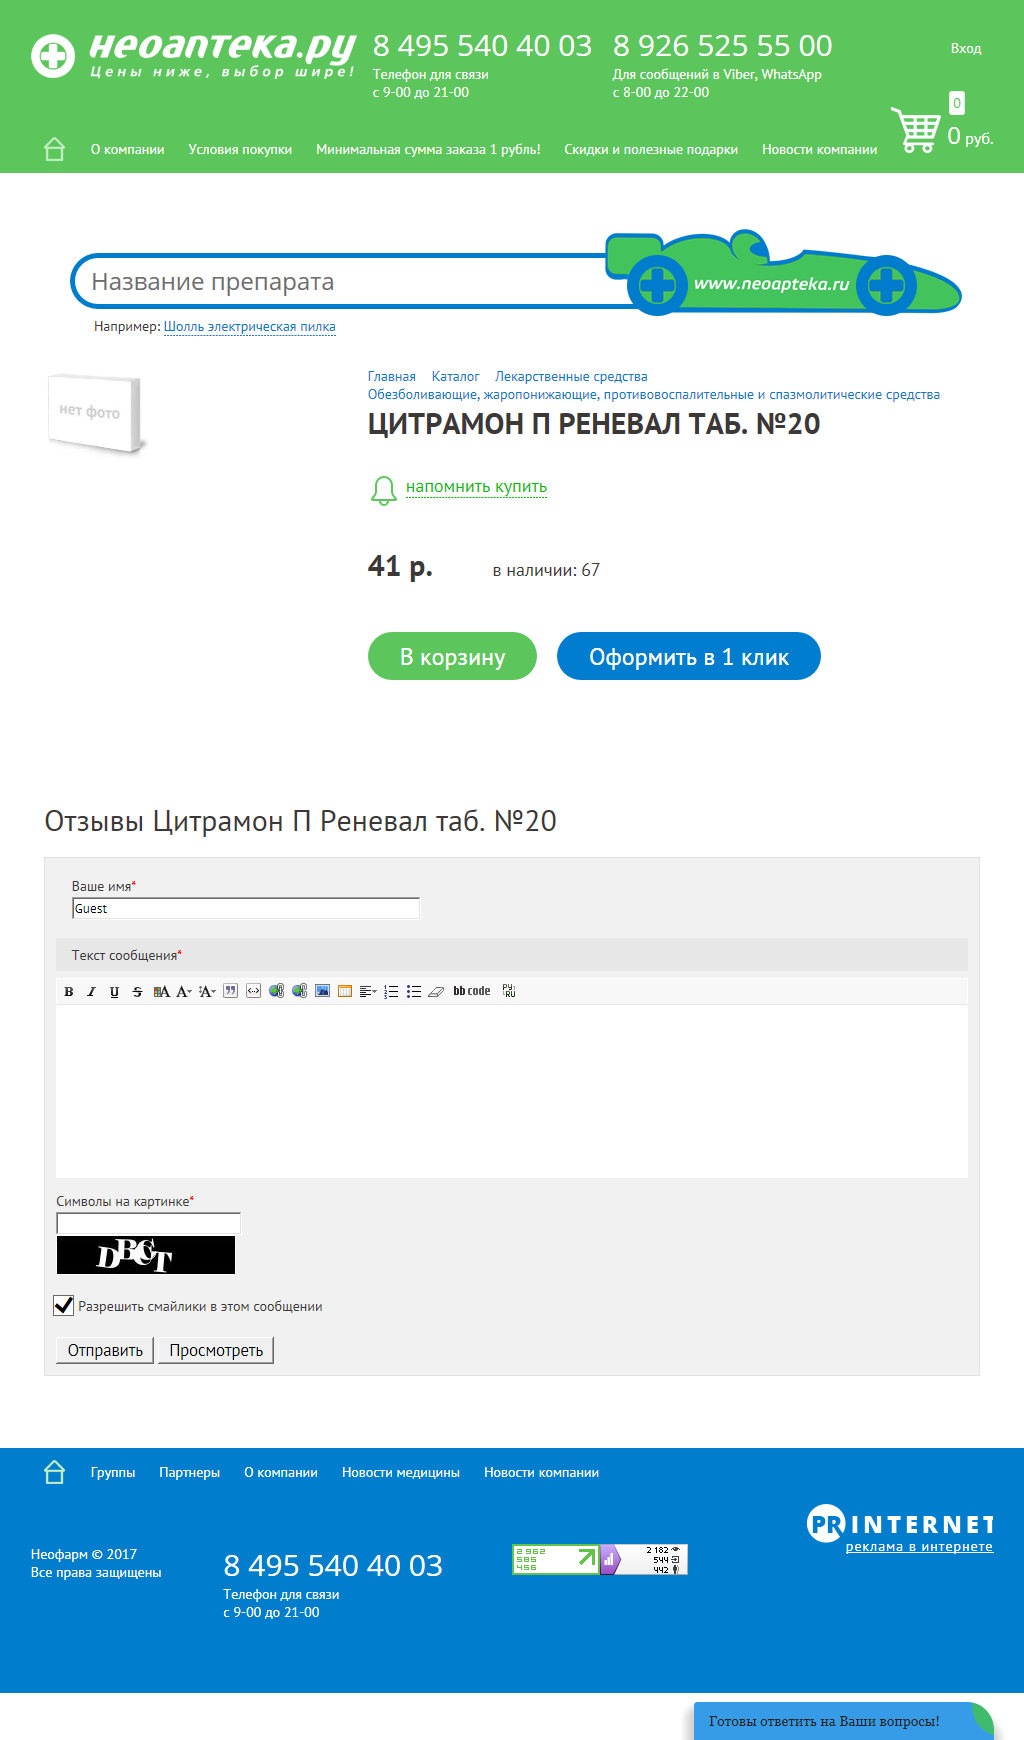 неоаптека.ру
Цены ниже, выбор шире!
8 495 540 40 03
Телефон для связи
с 9-00 до 21-00
8 926 525 55 00
Для сообщений в Viber, WhatsApp
с 8-00 до 22-00
Вход
0
0 руб.
О компании Условия покупки Минимальная сумма заказа 1 рубль! Скидки и полезные подарки Новости компании
Название препарата
www.neoapteka.ru
Например: Шолль электрическая пилка
нет фото
Главная Каталог Лекарственные средства
Обезболивающие, жаропонижающие, противовоспалительные и спазмолитические средства
ЦИТРАМОН П РЕНЕВАЛ ТАБ. №20
напомнить купить
41 р. в наличии: 67
В корзину Оформить в 1 клик
Отзывы Цитрамон П Реневал таб. №20
Ваше имя*
Guest
Текст сообщения*
B I U S A A A bb code РУ RU
Символы на картинке*
DBCT
Разрешить смайлики в этом сообщении
Отправить Просмотреть
Группы Партнеры О компании Новости медицины Новости компании
PR INTERNET
реклама в интернете
Неофарм © 2017
Все права защищены
8 495 540 40 03
Телефон для связи
с 9-00 до 21-00
2 962
585
456
2 182
544
442
Готовы ответить на Ваши вопросы!